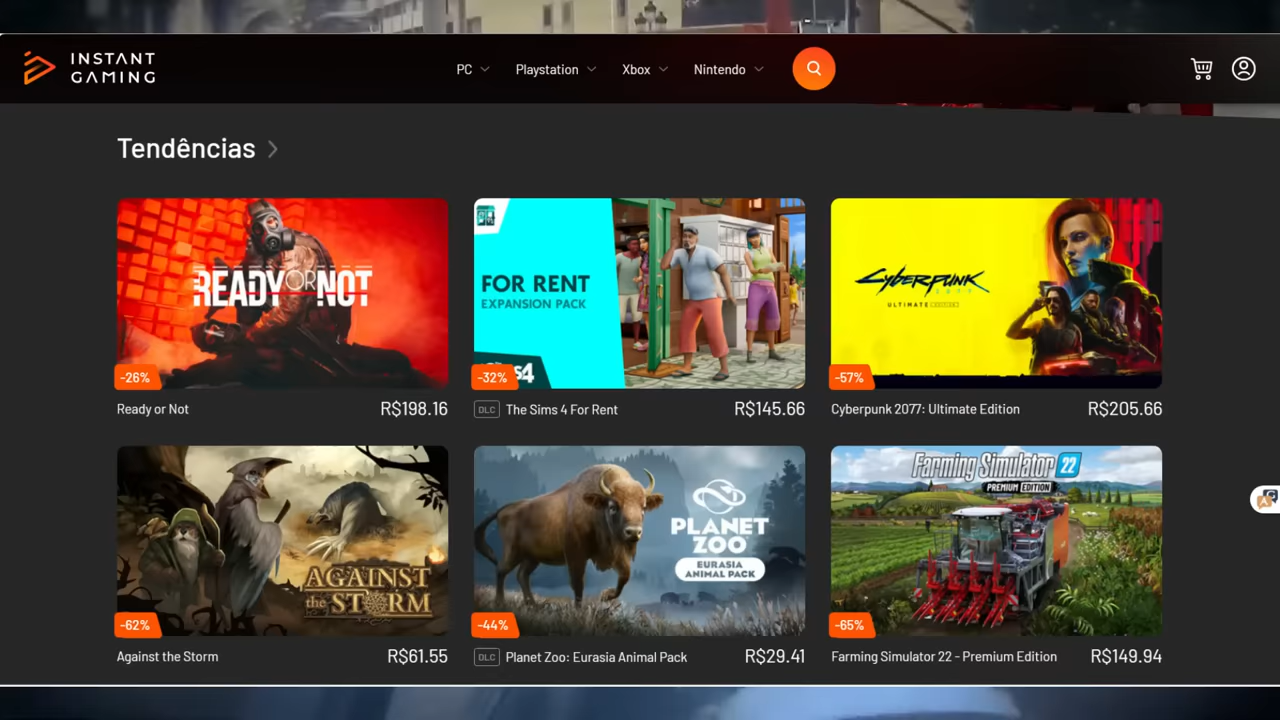 INSTANT
GAMING
PC
Playstation
Xbox
Nintendo
Tendências
READY OR NOT
-26%
Ready or Not
R$198.16
FOR RENT
EXPANSION PACK
-32%
DLC
The Sims 4 For Rent
R$145.66
Cyberpunk
2077
ULTIMATE EDITION
-57%
Cyberpunk 2077: Ultimate Edition
R$205.66
AGAINST
the STORM
-62%
Against the Storm
R$61.55
PLANET
ZOO
EURASIA
ANIMAL PACK
-44%
DLC
Planet Zoo: Eurasia Animal Pack
R$29.41
Farming Simulator 22
PREMIUM EDITION
-65%
Farming Simulator 22 - Premium Edition
R$149.94